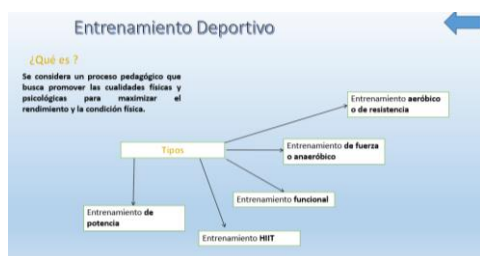 Entrenamiento Deportivo
¿Qué es ?
Se considera un proceso pedagógico que
busca promover las cualidades físicas y
psicológicas para maximizar el
rendimiento y la condición física.
Entrenamiento aeróbico
o de resistencia
Tipos
Entrenamiento de fuerza
o anaeróbico
Entrenamiento funcional
Entrenamiento de
potencia
Entrenamiento HIIT